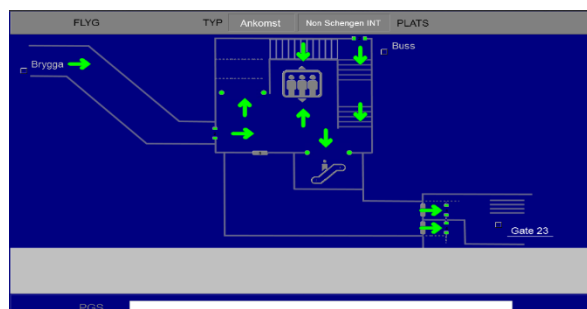 FLYG TYP Ankomst Non Schengen INT PLATS
Buss
Brygga
Gate 23
PGS